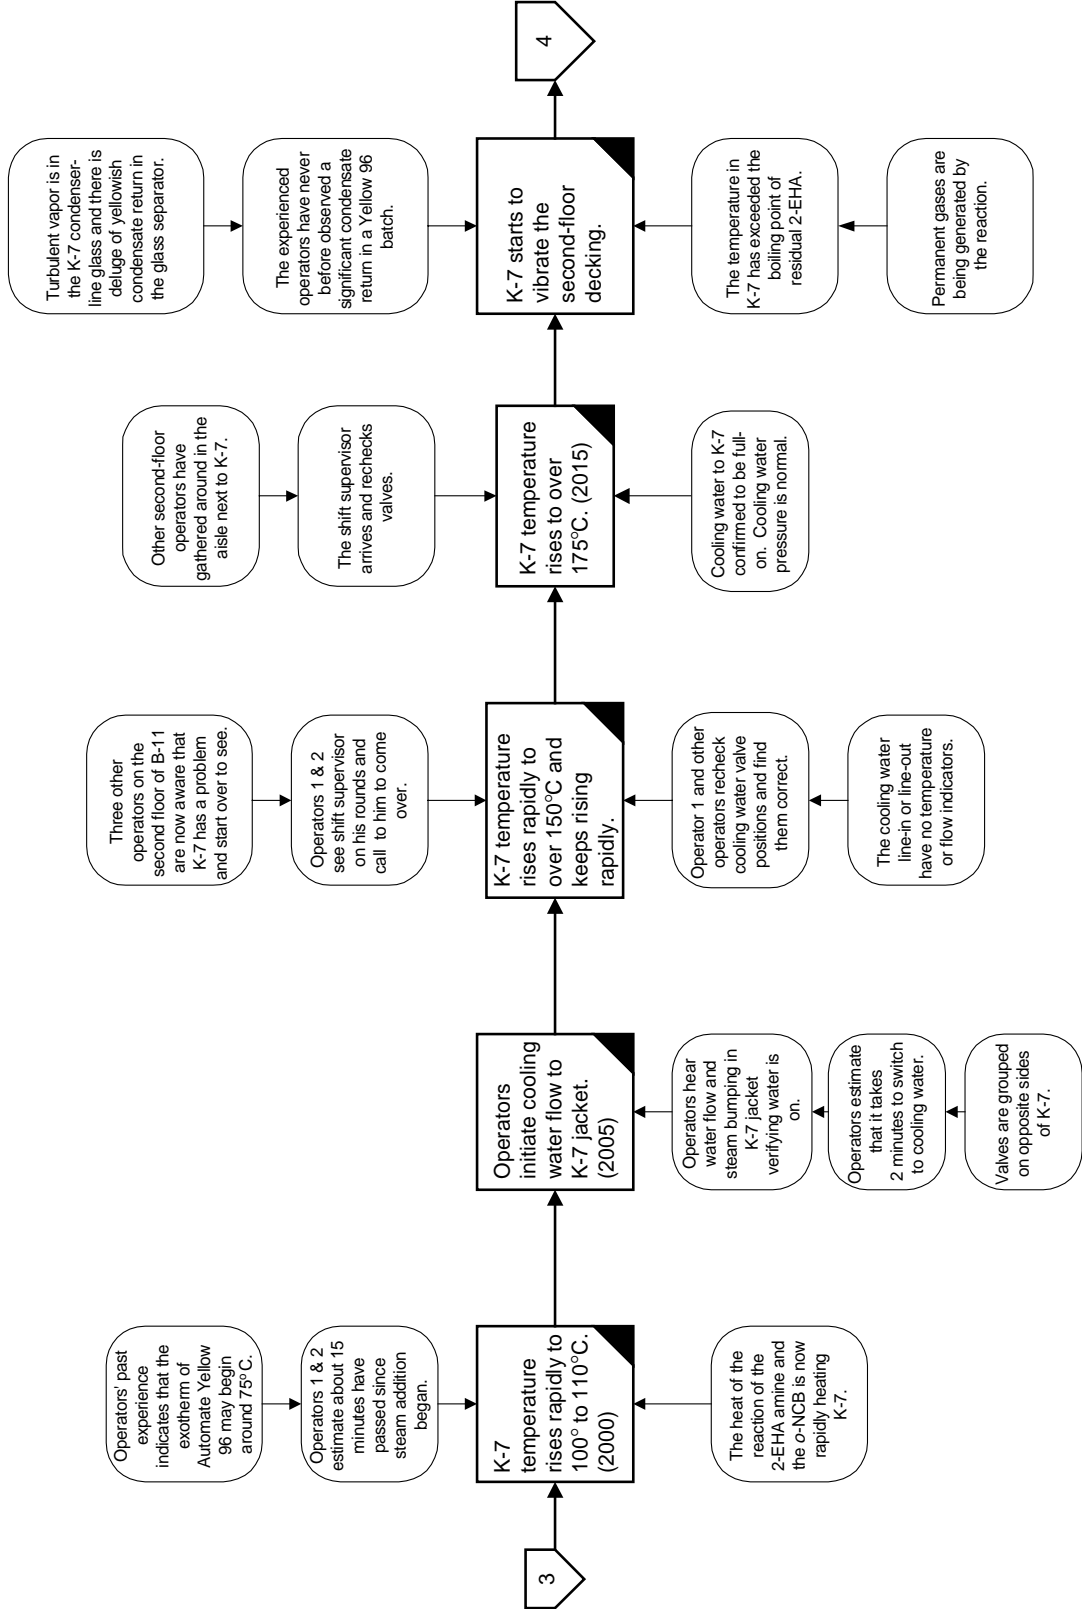 3
Operators' past
experience
indicates that the
exotherm of
Automate Yellow
96 may begin
around 75°C.
Operators 1 & 2
estimate about 15
minutes have
passed since
steam addition
began.
K-7
temperature
rises rapidly to
100° to 110°C.
(2000)
The heat of the
reaction of the
2-EHA amine and
the o-NCB is now
rapidly heating
K-7.
Operators
initiate cooling
water flow to
K-7 jacket.
(2005)
Operators hear
water flow and
steam bumping in
K-7 jacket
verifying water is
on.
Operators estimate
that it takes
2 minutes to switch
to cooling water.
Valves are grouped
on opposite sides
of K-7.
Three other
operators on the
second floor of B-11
are now aware that
K-7 has a problem
and start over to see.
Operators 1 & 2
see shift supervisor
on his rounds and
call to him to come
over.
K-7 temperature
rises rapidly to
over 150°C and
keeps rising
rapidly.
Operator 1 and other
operators recheck
cooling water valve
positions and find
them correct.
The cooling water
line-in or line-out
have no temperature
or flow indicators.
Other second-floor
operators have
gathered around in the
aisle next to K-7.
The shift supervisor
arrives and rechecks
valves.
K-7 temperature
rises to over
175°C. (2015)
Cooling water to K-7
confirmed to be full-
on. Cooling water
pressure is normal.
Turbulent vapor is in
the K-7 condenser-
line glass and there is
deluge of yellowish
condensate return in
the glass separator.
The experienced
operators have never
before observed a
significant condensate
return in a Yellow 96
batch.
K-7 starts to
vibrate the
second-floor
decking.
The temperature in
K-7 has exceeded the
boiling point of
residual 2-EHA.
Permanent gases are
being generated by
the reaction.
4